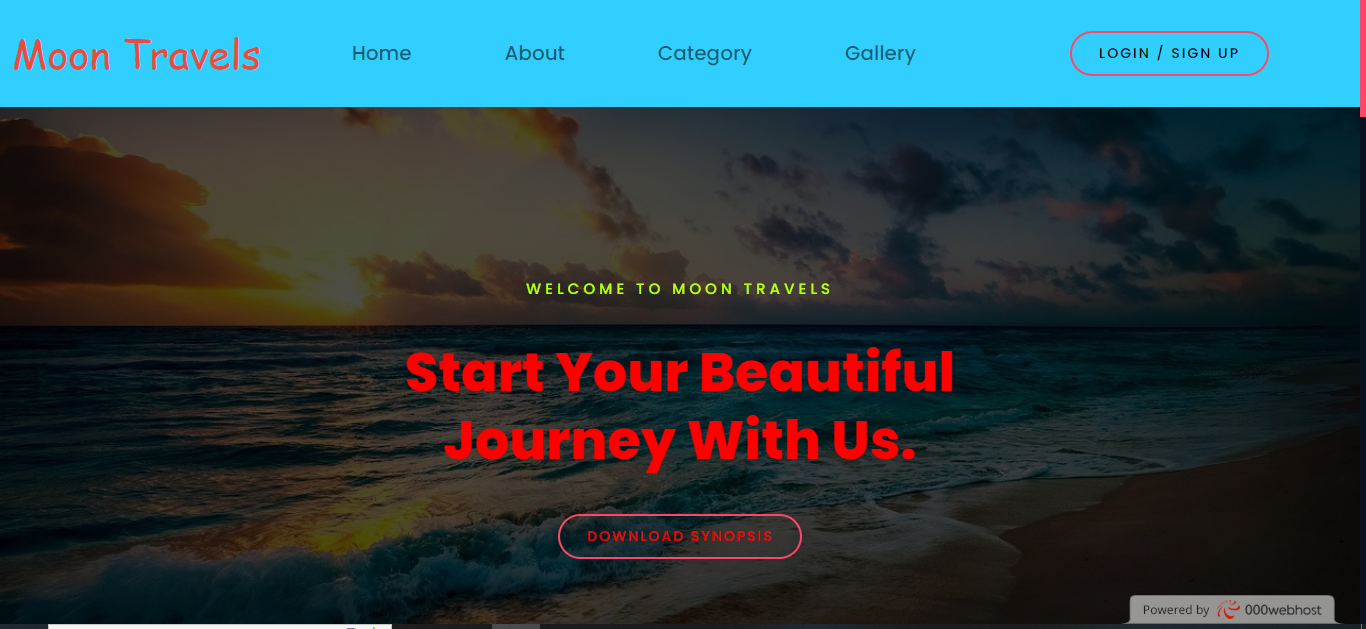 Moon Travels
Home
About
Category
Gallery
LOGIN / SIGN UP
WELCOME TO MOON TRAVELS
Start Your Beautiful
Journey With Us.
DOWNLOAD SYNOPSIS
Powered by 000webhost